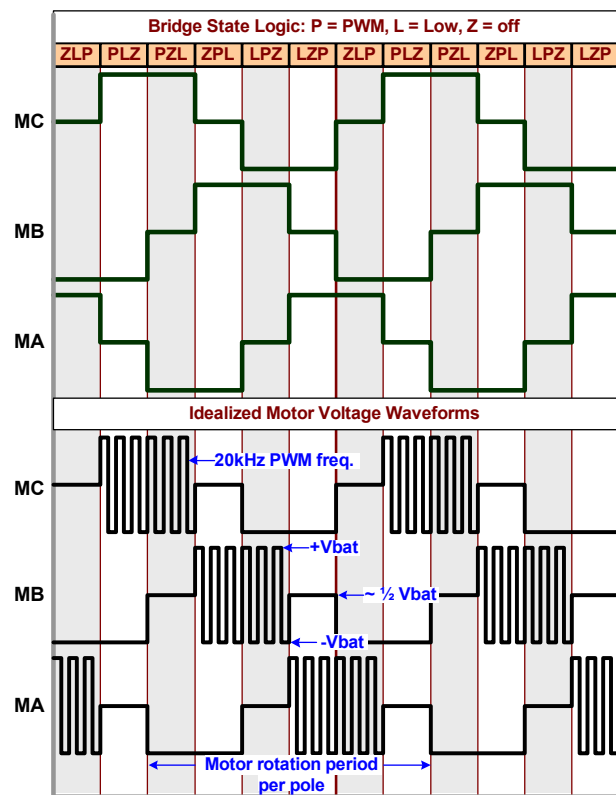 Bridge State Logic: P = PWM, L = Low, Z = off
ZLP PLZ PZL ZPL LPZ LZP ZLP PLZ PZL ZPL LPZ LZP
MC
MB
MA
Idealized Motor Voltage Waveforms
20kHz PWM freq.
MC
+Vbat
MB
~ ½ Vbat
-Vbat
MA
Motor rotation period
per pole